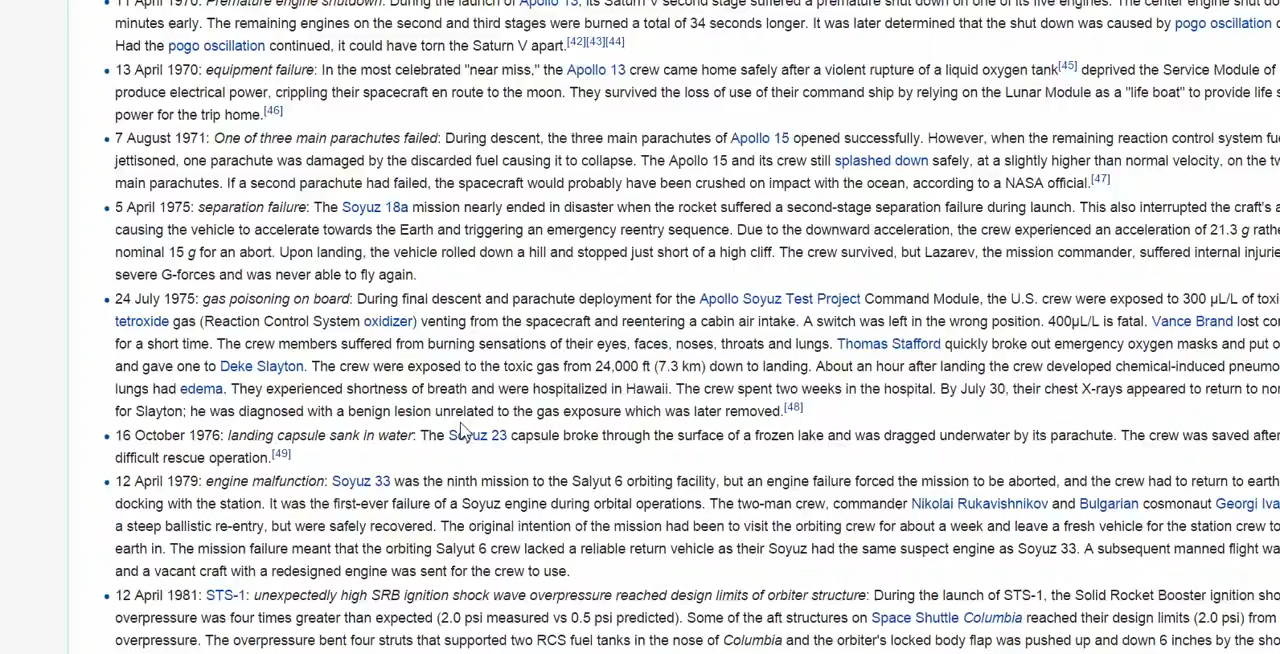 11 April 1970: Premature engine shutdown: During the launch of Apollo 13, its Saturn V second stage suffered a premature shut down on one of its five engines. The center engine shut
minutes early. The remaining engines on the second and third stages were burned a total of 34 seconds longer. It was later determined that the shut down was caused by pogo oscillation
Had the pogo oscillation continued, it could have torn the Saturn V apart.[42][43][44]
• 13 April 1970: equipment failure: In the most celebrated "near miss," the Apollo 13 crew came home safely after a violent rupture of a liquid oxygen tank[45] deprived the Service Module of
produce electrical power, crippling their spacecraft en route to the moon. They survived the loss of use of their command ship by relying on the Lunar Module as a "life boat" to provide life
power for the trip home.[46]
• 7 August 1971: One of three main parachutes failed: During descent, the three main parachutes of Apollo 15 opened successfully. However, when the remaining reaction control system
jettisoned, one parachute was damaged by the discarded fuel causing it to collapse. The Apollo 15 and its crew still splashed down safely, at a slightly higher than normal velocity, on the
main parachutes. If a second parachute had failed, the spacecraft would probably have been crushed on impact with the ocean, according to a NASA official.[47]
• 5 April 1975: separation failure: The Soyuz 18a mission nearly ended in disaster when the rocket suffered a second-stage separation failure during launch. This also interrupted the craft's
causing the vehicle to accelerate towards the Earth and triggering an emergency reentry sequence. Due to the downward acceleration, the crew experienced an acceleration of 21.3 g
nominal 15 g for an abort. Upon landing, the vehicle rolled down a hill and stopped just short of a high cliff. The crew survived, but Lazarev, the mission commander, suffered internal
severe G-forces and was never able to fly again.
• 24 July 1975: gas poisoning on board: During final descent and parachute deployment for the Apollo Soyuz Test Project Command Module, the U.S. crew were exposed to 300 µL/L of
tetroxide gas (Reaction Control System oxidizer) venting from the spacecraft and reentering a cabin air intake. A switch was left in the wrong position. 400µL/L is fatal. Vance Brand lost
for a short time. The crew members suffered from burning sensations of their eyes, faces, noses, throats and lungs. Thomas Stafford quickly broke out emergency oxygen masks and put
and gave one to Deke Slayton. The crew were exposed to the toxic gas from 24,000 ft (7.3 km) down to landing. About an hour after landing the crew developed chemical-induced
lungs had edema. They experienced shortness of breath and were hospitalized in Hawaii. The crew spent two weeks in the hospital. By July 30, their chest X-rays appeared to return to
for Slayton; he was diagnosed with a benign lesion unrelated to the gas exposure which was later removed.[48]
• 16 October 1976: landing capsule sank in water: The Soyuz 23 capsule broke through the surface of a frozen lake and was dragged underwater by its parachute. The crew was saved after
difficult rescue operation.[49]
• 12 April 1979: engine malfunction: Soyuz 33 was the ninth mission to the Salyut 6 orbiting facility, but an engine failure forced the mission to be aborted, and the crew had to return to earth
docking with the station. It was the first-ever failure of a Soyuz engine during orbital operations. The two-man crew, commander Nikolai Rukavishnikov and Bulgarian cosmonaut Georgi
a steep ballistic re-entry, but were safely recovered. The original intention of the mission had been to visit the orbiting crew for about a week and leave a fresh vehicle for the station crew to
earth in. The mission failure meant that the orbiting Salyut 6 crew lacked a reliable return vehicle as their Soyuz had the same suspect engine as Soyuz 33. A subsequent manned flight
and a vacant craft with a redesigned engine was sent for the crew to use.
• 12 April 1981: STS-1: unexpectedly high SRB ignition shock wave overpressure reached design limits of orbiter structure: During the launch of STS-1, the Solid Rocket Booster ignition
overpressure was four times greater than expected (2.0 psi measured vs 0.5 psi predicted). Some of the aft structures on Space Shuttle Columbia reached their design limits (2.0 psi) from
overpressure. The overpressure bent four struts that supported two RCS fuel tanks in the nose of Columbia and the orbiter's locked body flap was pushed up and down 6 inches by the